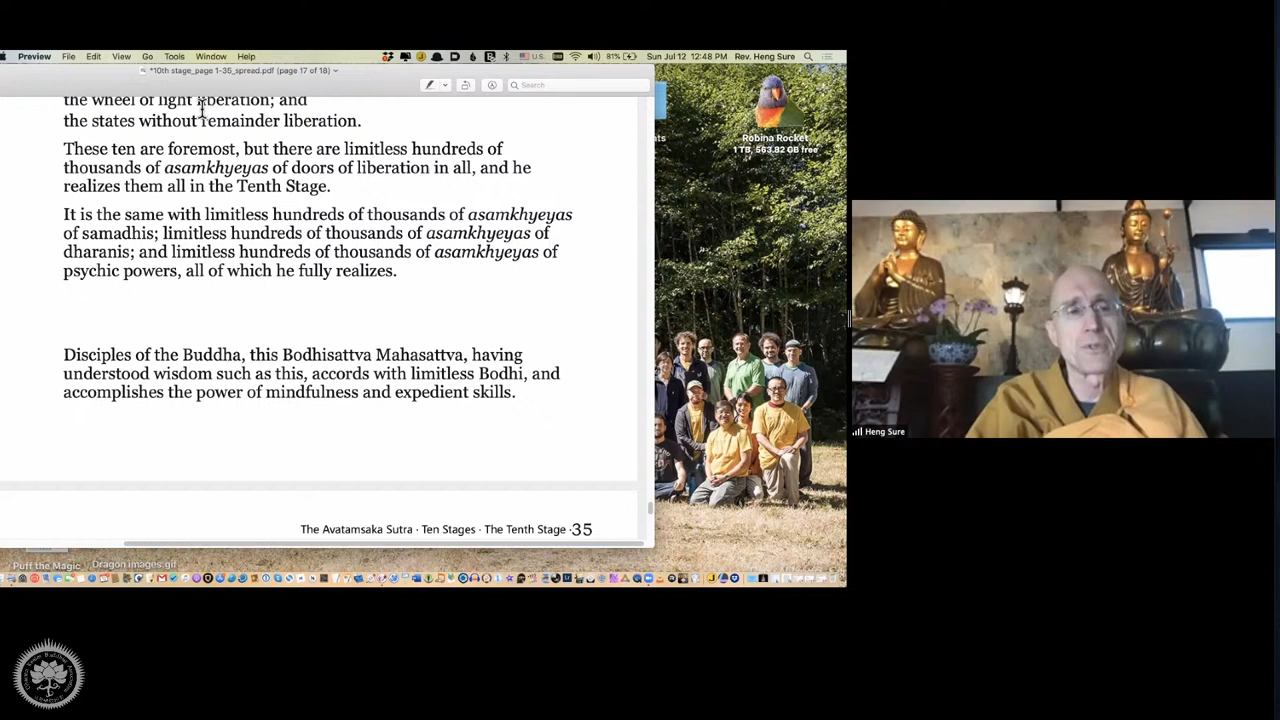 Preview File Edit View Go Tools Window Help
U.S. 81% Sun Jul 12 12:48 PM Rev. Heng Sure
*10th stage_page 1-35_spread.pdf (page 17 of 18)
Search
the wheel of light liberation; and
the states without remainder liberation.
These ten are foremost, but there are limitless hundreds of
thousands of asamkhyeyas of doors of liberation in all, and he
realizes them all in the Tenth Stage.
It is the same with limitless hundreds of thousands of asamkhyeyas
of samadhis; limitless hundreds of thousands of asamkhyeyas of
dharanis; and limitless hundreds of thousands of asamkhyeyas of
psychic powers, all of which he fully realizes.
Disciples of the Buddha, this Bodhisattva Mahasattva, having
understood wisdom such as this, accords with limitless Bodhi, and
accomplishes the power of mindfulness and expedient skills.
The Avatamsaka Sutra · Ten Stages · The Tenth Stage ·35
Robina Rocket
1 TB, 563.82 GB free
Puff the Magic
Dragon images.gif
Heng Sure